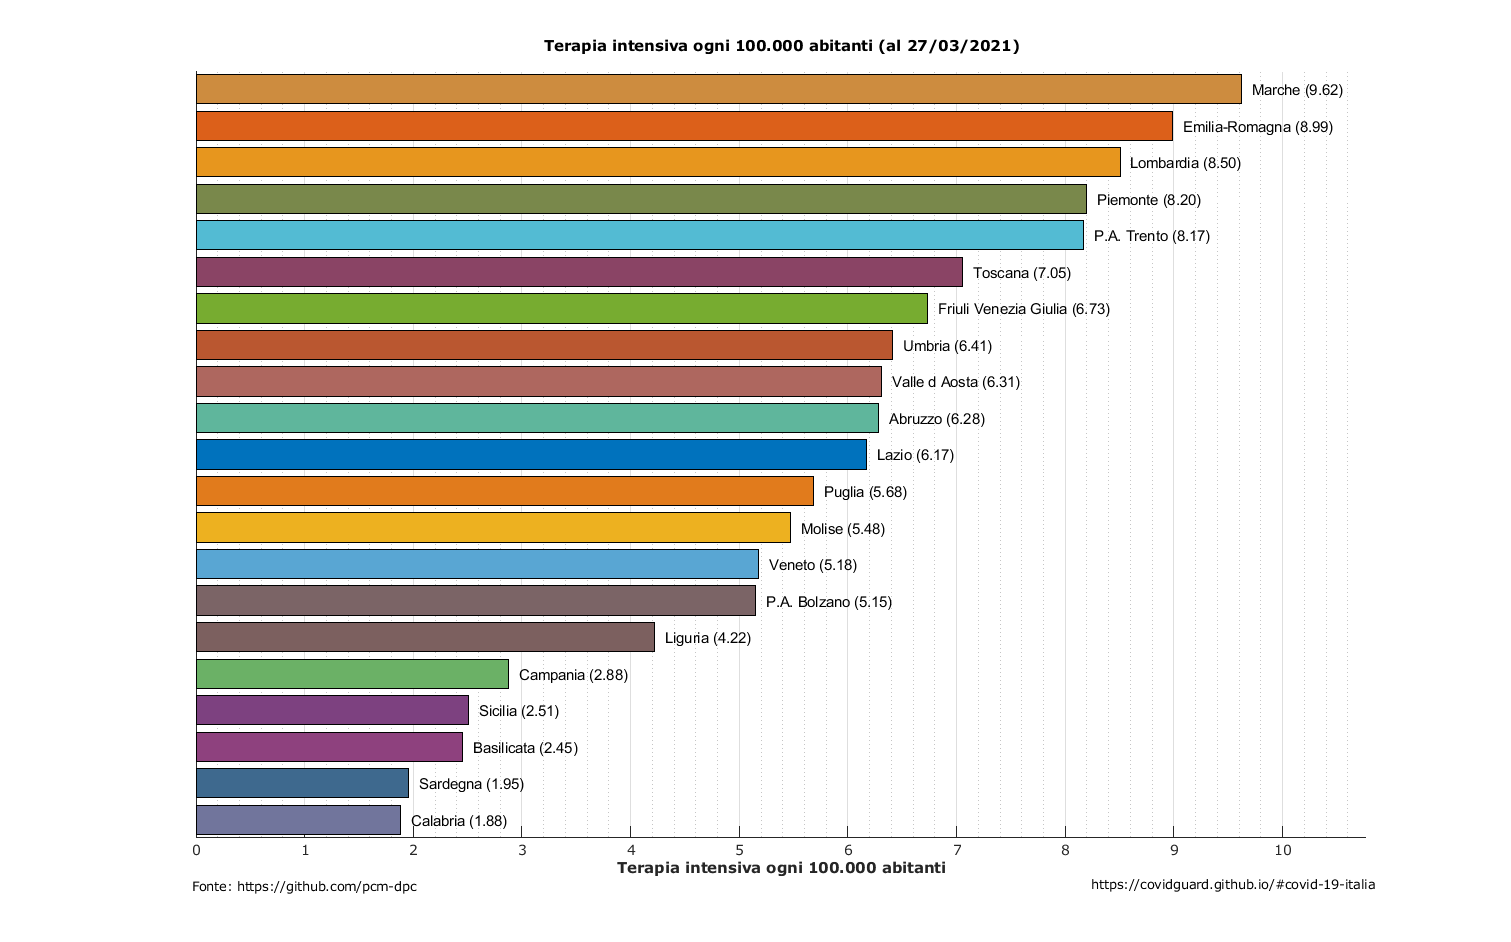 Terapia intensiva ogni 100.000 abitanti (al 27/03/2021)
Marche (9.62)
Emilia-Romagna (8.99)
Lombardia (8.50)
Piemonte (8.20)
P.A. Trento (8.17)
Toscana (7.05)
Friuli Venezia Giulia (6.73)
Umbria (6.41)
Valle d Aosta (6.31)
Abruzzo (6.28)
Lazio (6.17)
Puglia (5.68)
Molise (5.48)
Veneto (5.18)
P.A. Bolzano (5.15)
Liguria (4.22)
Campania (2.88)
Sicilia (2.51)
Basilicata (2.45)
Sardegna (1.95)
Calabria (1.88)
0 1 2 3 4 5 6 7 8 9 10
Terapia intensiva ogni 100.000 abitanti
Fonte: https://github.com/pcm-dpc
https://covidguard.github.io/#covid-19-italia